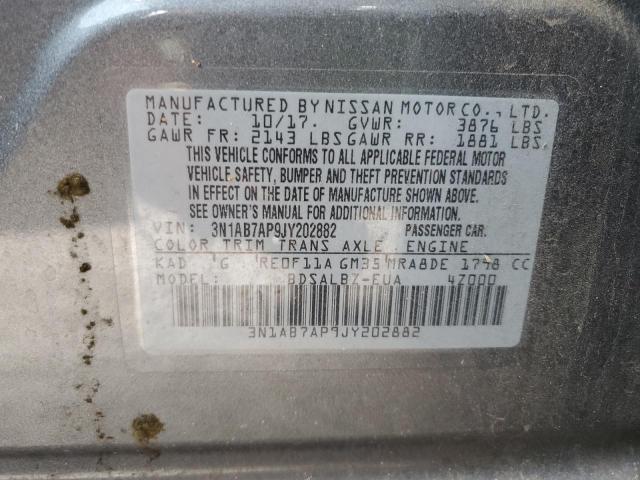 MANUFACTURED BY NISSAN MOTOR CO., LTD.
DATE: 10/17. GVWR: 3876 LBS
GAWR FR: 2143 LBS GAWR RR: 1881 LBS.
THIS VEHICLE CONFORMS TO ALL APPLICABLE FEDERAL MOTOR
VEHICLE SAFETY, BUMPER AND THEFT PREVENTION STANDARDS
IN EFFECT ON THE DATE OF MANUFACTURE SHOWN ABOVE.
SEE OWNER'S MANUAL FOR ADDITIONAL INFORMATION.
VIN: 3N1AB7AP9JY202882 PASSENGER CAR.
COLOR TRIM TRANS AXLE ENGINE
KAD G RE0F11A GM35 MRA8DE 1798 CC
MODEL: BDSALBZ-EUA 4Z000
3N1AB7AP9JY202882